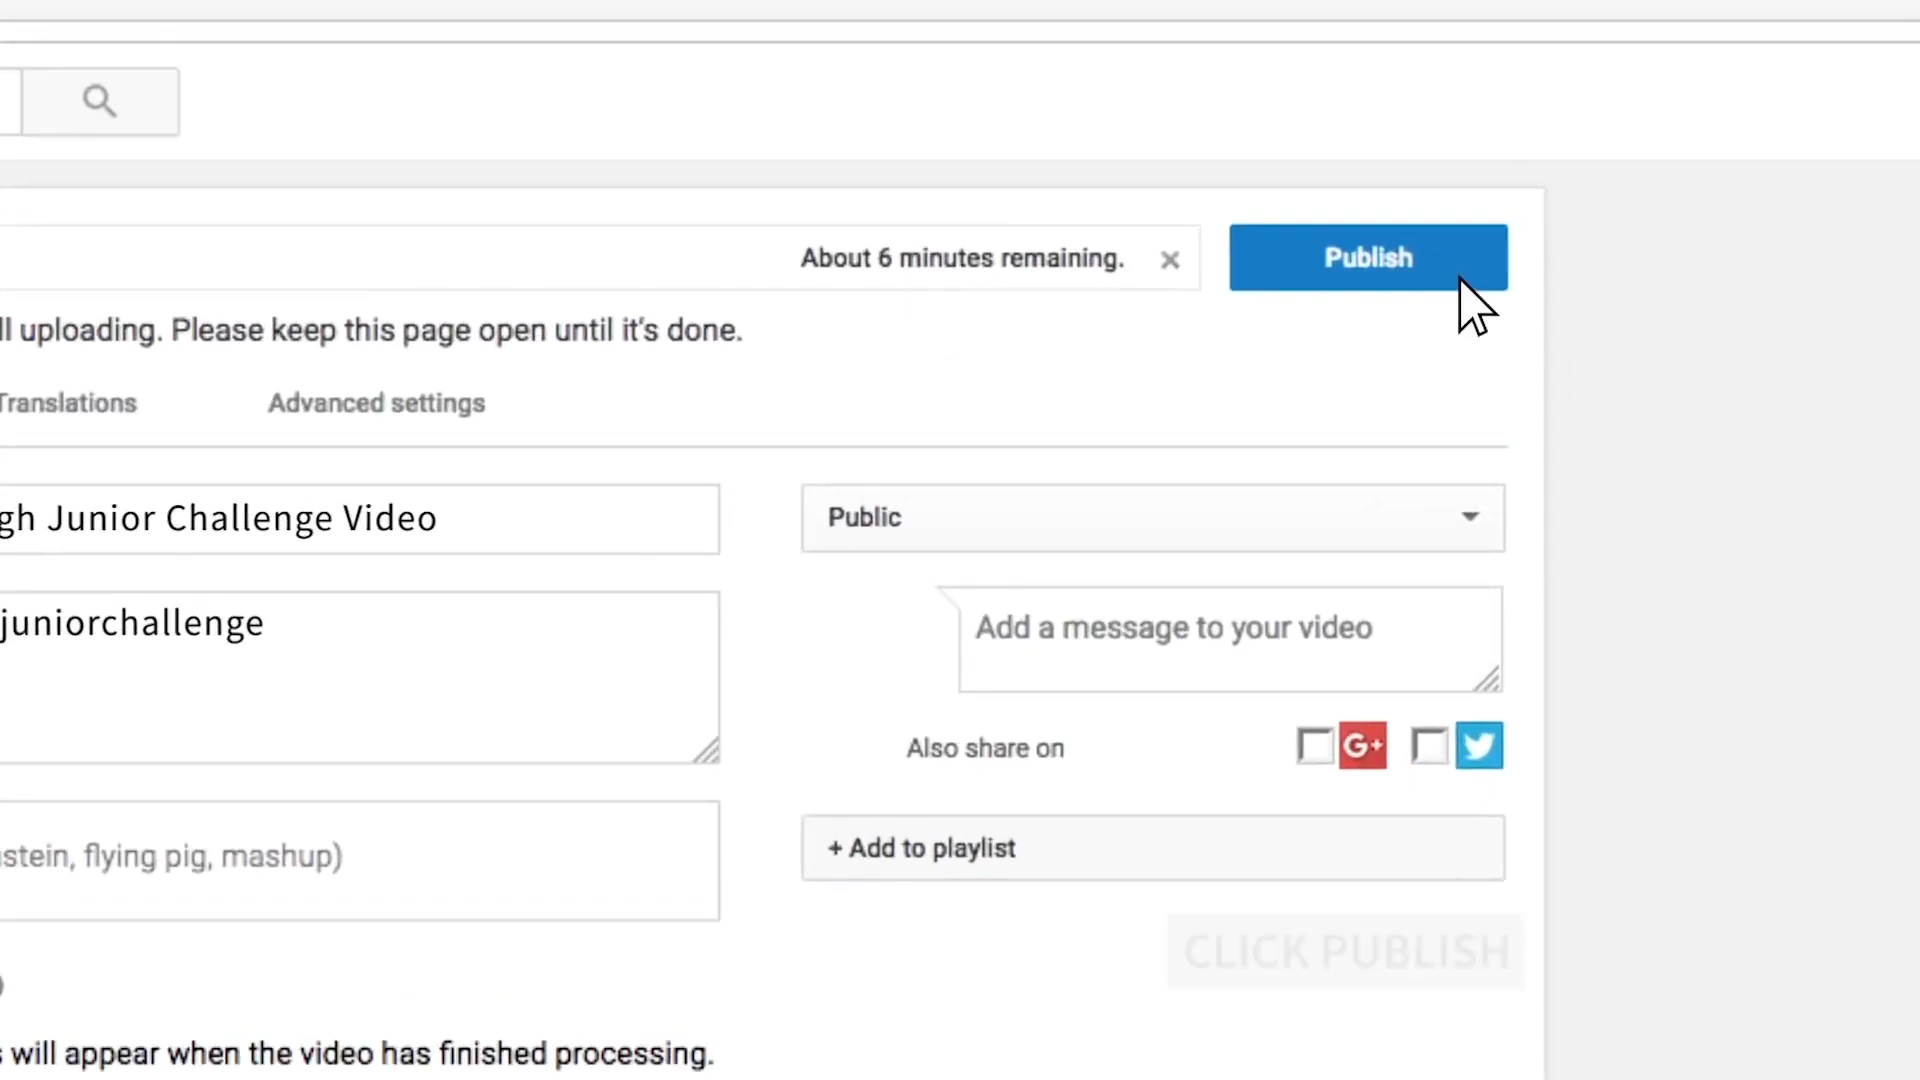 About 6 minutes remaining.
Publish
ll uploading. Please keep this page open until it's done.
Translations
Advanced settings
gh Junior Challenge Video
Public
juniorchallenge
Add a message to your video
Also share on
G+
nstein, flying pig, mashup)
+ Add to playlist
CLICK PUBLISH
s will appear when the video has finished processing.